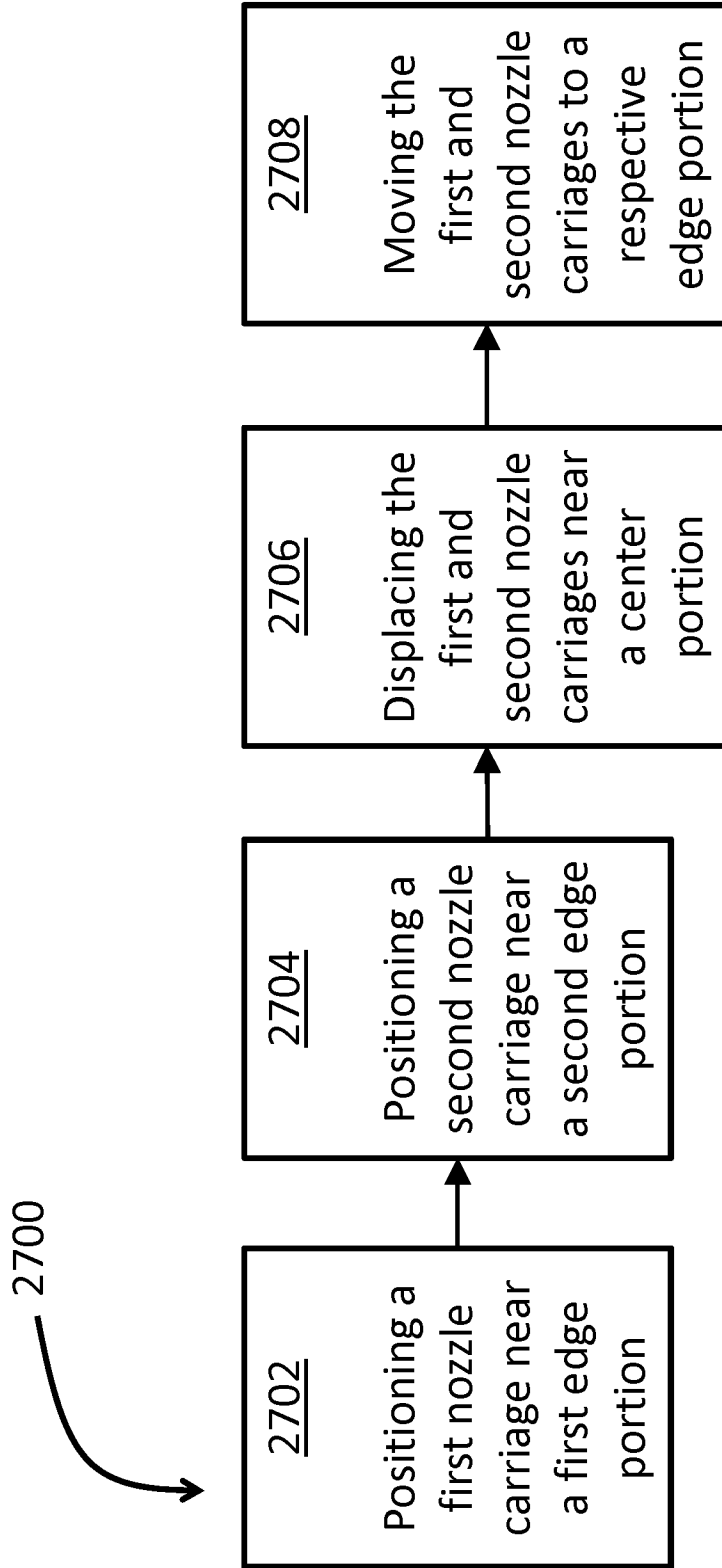 2700
2702
Positioning a
first nozzle
carriage near
a first edge
portion
2704
Positioning a
second nozzle
carriage near
a second edge
portion
2706
Displacing the
first and
second nozzle
carriages near
a center
portion
2708
Moving the
first and
second nozzle
carriages to a
respective
edge portion